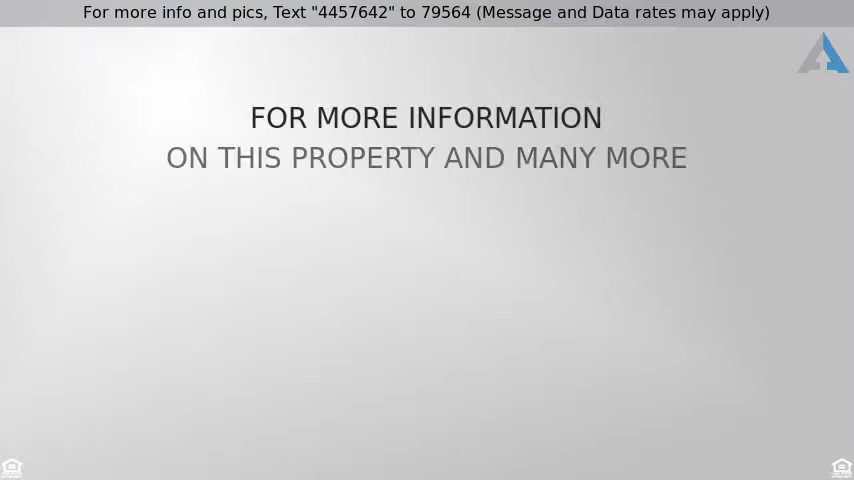 For more info and pics, Text "4457642" to 79564 (Message and Data rates may apply)
FOR MORE INFORMATION
ON THIS PROPERTY AND MANY MORE